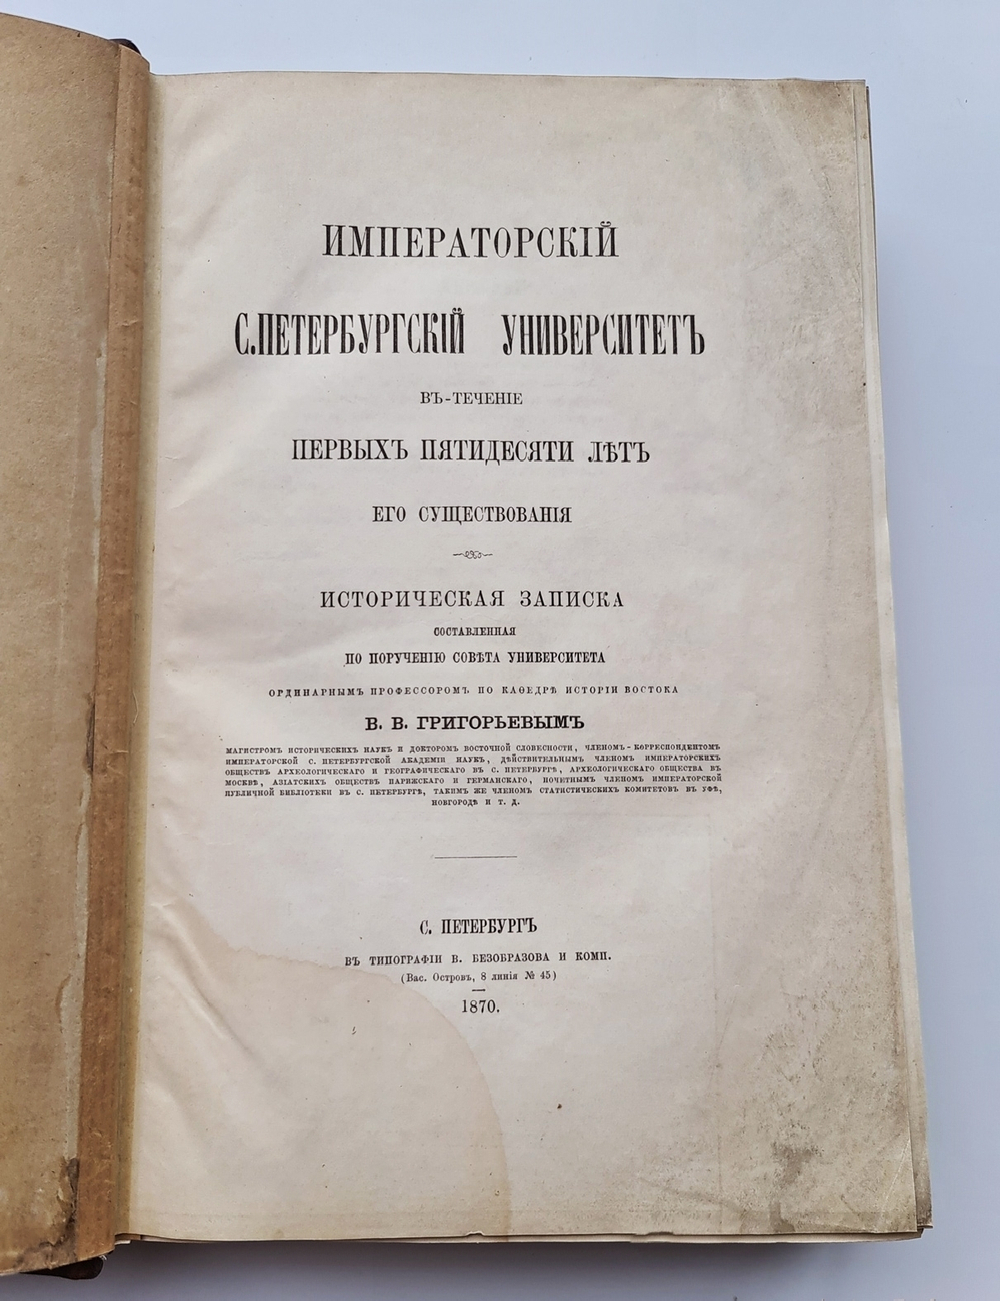 ИМПЕРАТОРСКІЙ
С.ПЕТЕРБУРГСКІЙ УНИВЕРСИТЕТЪ
ВЪ-ТЕЧЕНІЕ
ПЕРВЫХЪ ПЯТИДЕСЯТИ ЛѢТЪ
ЕГО СУЩЕСТВОВАНІЯ
ИСТОРИЧЕСКАЯ ЗАПИСКА
СОСТАВЛЕННАЯ
ПО ПОРУЧЕНІЮ СОВѢТА УНИВЕРСИТЕТА
ОРДИНАРНЫМЪ ПРОФЕССОРОМЪ ПО КАѲЕДРѢ ИСТОРІИ ВОСТОКА
В. В. ГРИГОРЬЕВЫМЪ
МАГИСТРОМЪ ИСТОРИЧЕСКИХЪ НАУКЪ И ДОКТОРОМЪ ВОСТОЧНОЙ СЛОВЕСНОСТИ, ЧЛЕНОМЪ-КОРРЕСПОНДЕНТОМЪ
ИМПЕРАТОРСКОЙ С. ПЕТЕРБУРГСКОЙ АКАДЕМІИ НАУКЪ, ДѢЙСТВИТЕЛЬНЫМЪ ЧЛЕНОМЪ ИМПЕРАТОРСКИХЪ
ОБЩЕСТВЪ АРХЕОЛОГИЧЕСКАГО И ГЕОГРАФИЧЕСКАГО ВЪ С. ПЕТЕРБУРГѢ, АРХЕОЛОГИЧЕСКАГО ОБЩЕСТВА ВЪ
МОСКВѢ, АЗІАТСКИХЪ ОБЩЕСТВЪ ПАРИЖСКАГО И ГЕРМАНСКАГО, ПОЧЕТНЫМЪ ЧЛЕНОМЪ ИМПЕРАТОРСКОЙ
ПУБЛИЧНОЙ БИБЛІОТЕКИ ВЪ С. ПЕТЕРБУРГѢ, ТАКИМЪ ЖЕ ЧЛЕНОМЪ СТАТИСТИЧЕСКИХЪ КОМИТЕТОВЪ ВЪ УФѢ,
НОВГОРОДѢ И Т. Д.
С. ПЕТЕРБУРГЪ
ВЪ ТИПОГРАФІИ В. БЕЗОБРАЗОВА И КОМП.
(Вас. Островъ, 8 линія № 45)
1870.